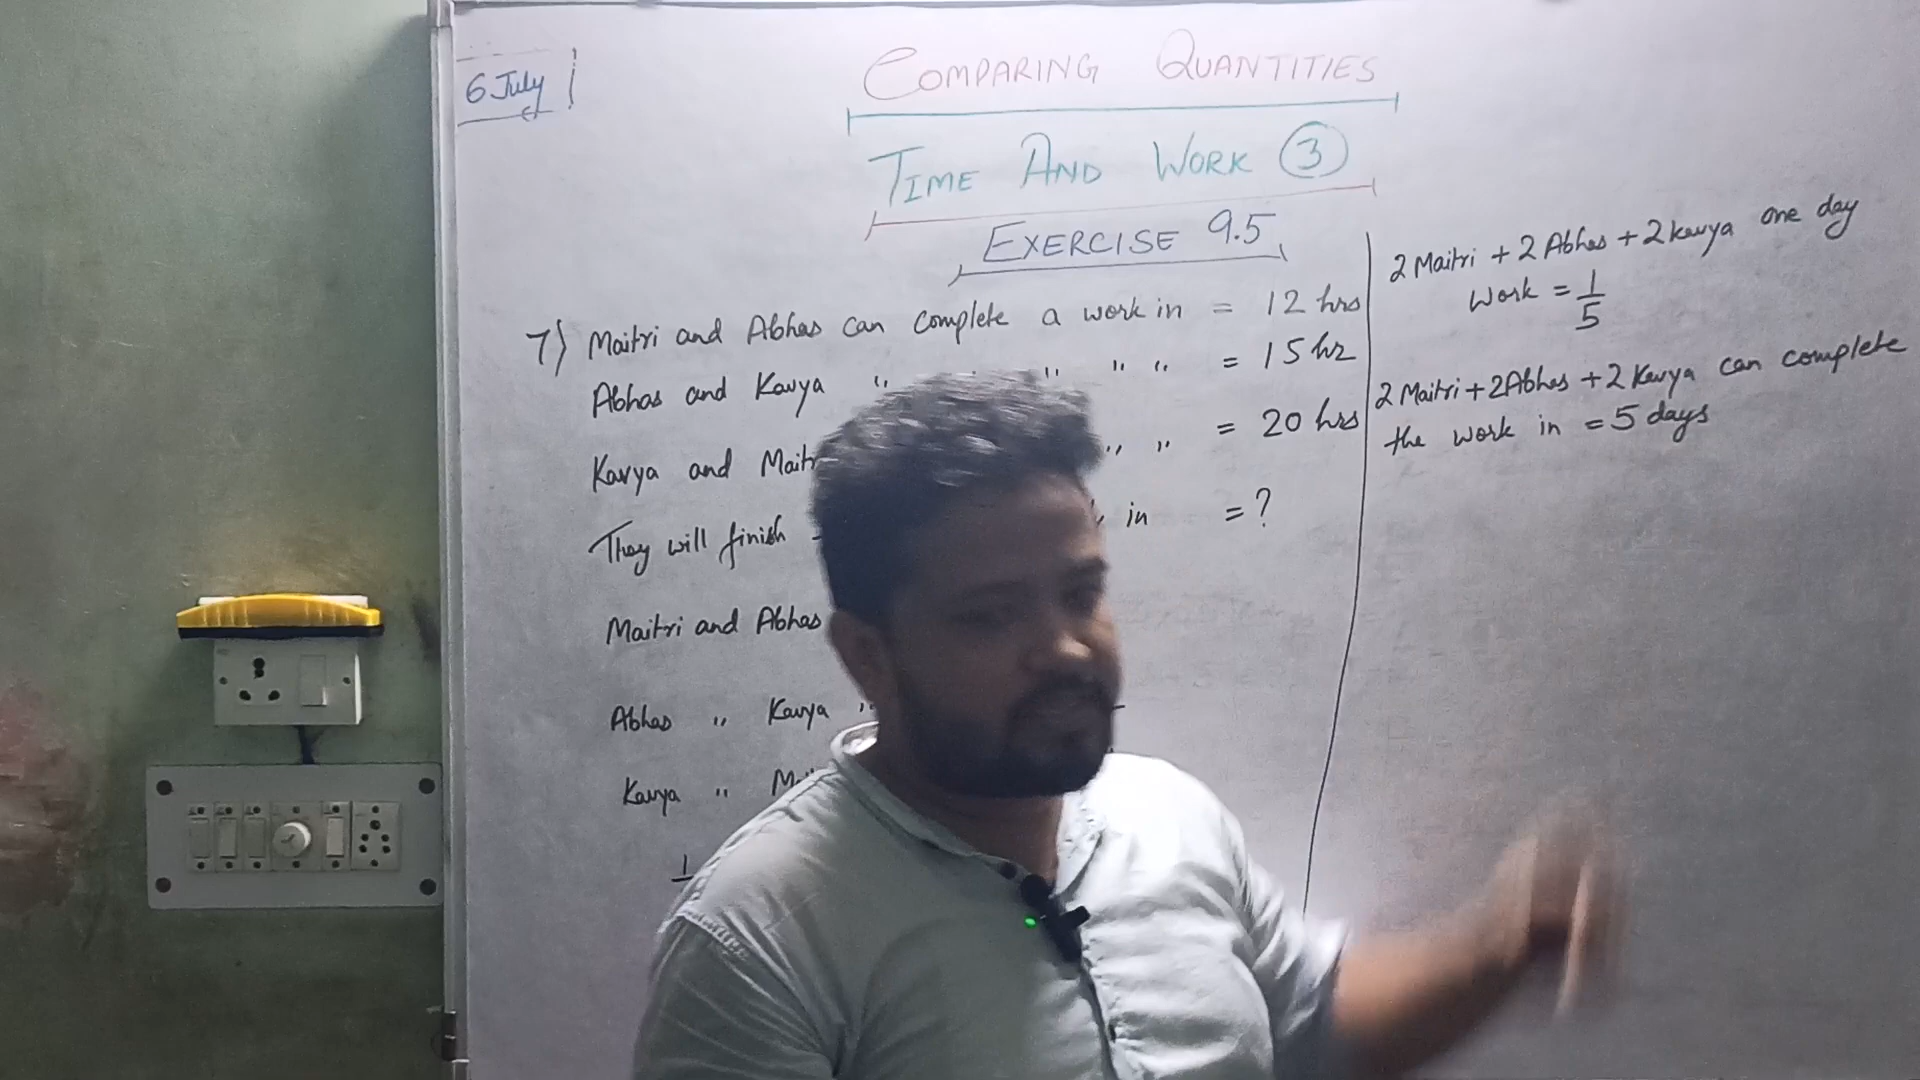 6 July
COMPARING QUANTITIES
TIME AND WORK 3
EXERCISE 9.5
7) Maitri and Abhas can complete a work in = 12 hrs
Abhas and Kavya " " " " = 15 hr
Kavya and = 20 hrs
They will finish in = ?
Maitri and Abhas
Abhas " Kavya "
Kavya "
1
2 Maitri + 2 Abhas + 2 Kavya one day
Work = 1/5
2 Maitri + 2 Abhas + 2 Kavya can complete
the work in = 5 days